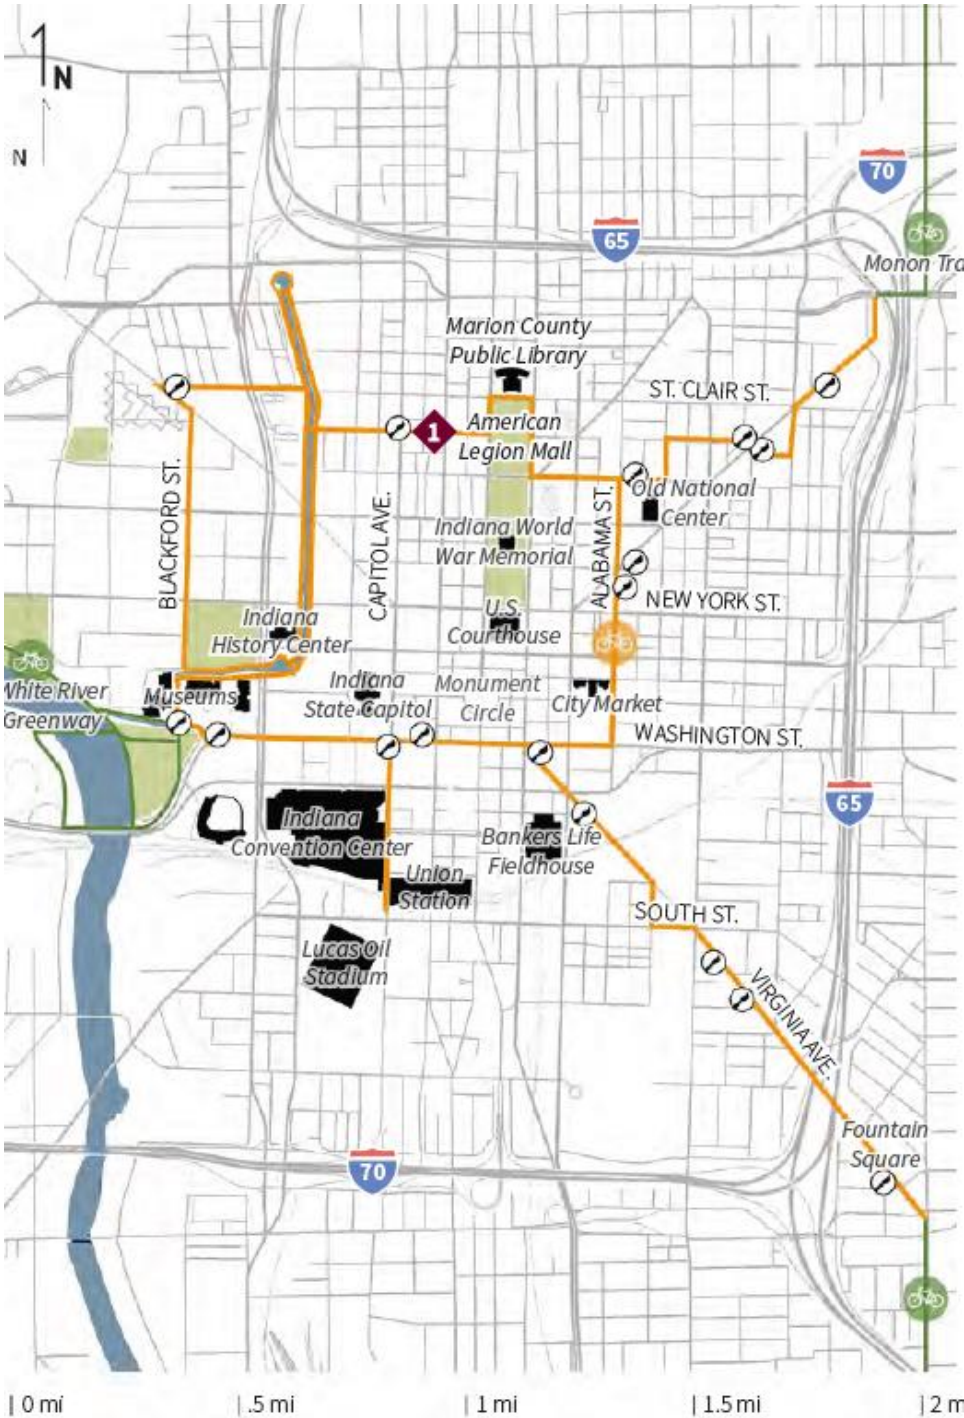 N
N
70
65
Monon Tra
Marion County
Public Library
ST. CLAIR ST.
1
American
Legion Mall
BLACKFORD ST.
CAPITOL AVE.
ALABAMA ST.
Old National
Center
Indiana World
War Memorial
NEW YORK ST.
U.S.
Courthouse
Indiana
History Center
White River
Greenway
Museums
Indiana
State Capitol
Monument
Circle
City Market
WASHINGTON ST.
65
Indiana
Convention Center
Bankers Life
Fieldhouse
Union
Station
SOUTH ST.
Lucas Oil
Stadium
VIRGINIA AVE.
Fountain
Square
70
0 mi .5 mi 1 mi 1.5 mi 2 m